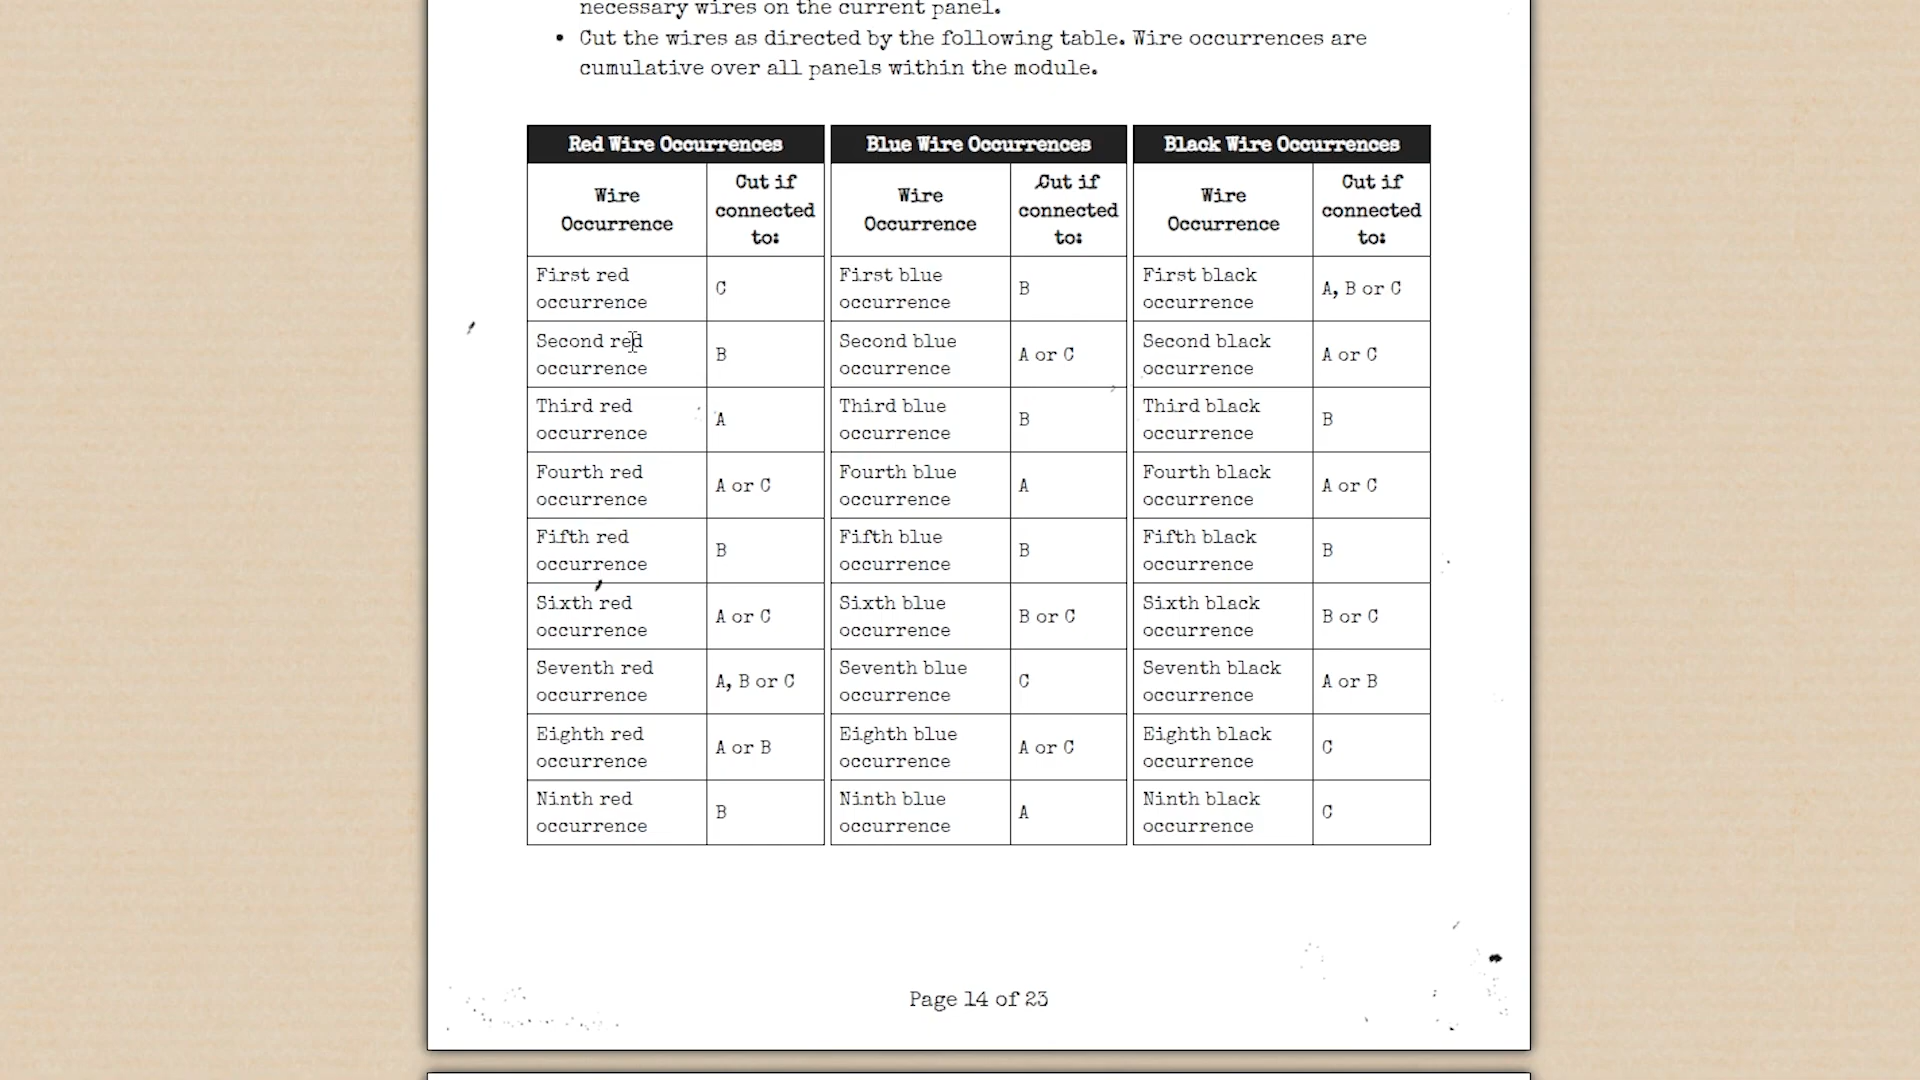 necessary wires on the current panel.
• Cut the wires as directed by the following table. Wire occurrences are
cumulative over all panels within the module.
Red Wire Occurrences
Wire Occurrence
Cut if connected to:
First red occurrence
C
Second red occurrence
B
Third red occurrence
A
Fourth red occurrence
A or C
Fifth red occurrence
B
Sixth red occurrence
A or C
Seventh red occurrence
A, B or C
Eighth red occurrence
A or B
Ninth red occurrence
B
Blue Wire Occurrences
Wire Occurrence
Cut if connected to:
First blue occurrence
B
Second blue occurrence
A or C
Third blue occurrence
B
Fourth blue occurrence
A
Fifth blue occurrence
B
Sixth blue occurrence
B or C
Seventh blue occurrence
C
Eighth blue occurrence
A or C
Ninth blue occurrence
A
Black Wire Occurrences
Wire Occurrence
Cut if connected to:
First black occurrence
A, B or C
Second black occurrence
A or C
Third black occurrence
B
Fourth black occurrence
A or C
Fifth black occurrence
B
Sixth black occurrence
B or C
Seventh black occurrence
A or B
Eighth black occurrence
C
Ninth black occurrence
C
Page 14 of 23